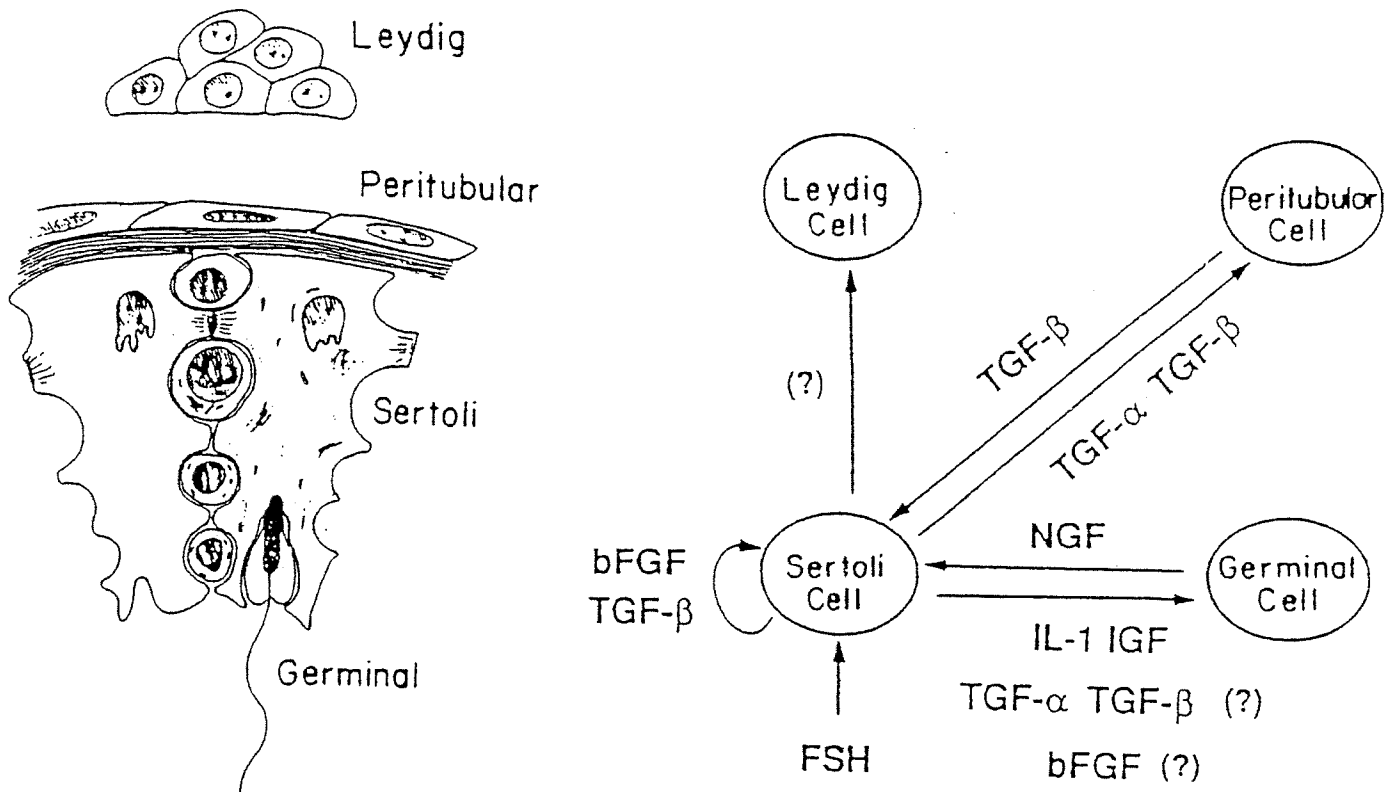 Leydig
Peritubular
Sertoli
Germinal
Leydig
Cell
Peritubular
Cell
(?)
TGF-β
TGF-α TGF-β
bFGF
TGF-β
Sertoli
Cell
NGF
Germinal
Cell
IL-1 IGF
TGF-α TGF-β (?)
FSH
bFGF (?)